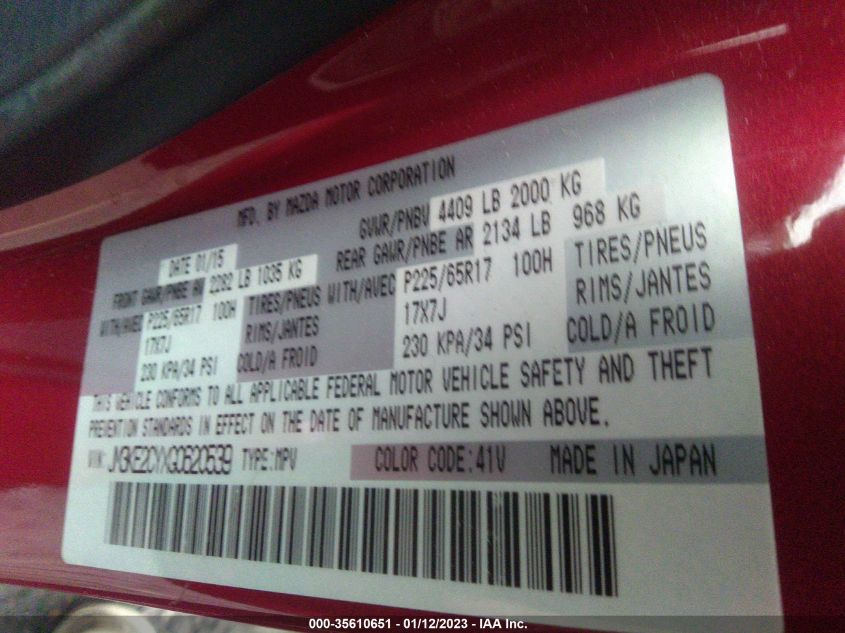 MFD. BY MAZDA MOTOR CORPORATION
DATE 01/15
GVWR/PNBV 4409 LB 2000 KG
FRONT GAWR/PNBE AV 2282 LB 1035 KG
REAR GAWR/PNBE AR 2134 LB 968 KG
WITH/AVEC P225/65R17 100H TIRES/PNEUS
17X7J RIMS/JANTES
230 KPA/34 PSI COLD/A FROID
WITH/AVEC P225/65R17 100H TIRES/PNEUS
17X7J RIMS/JANTES
230 KPA/34 PSI COLD/A FROID
THIS VEHICLE CONFORMS TO ALL APPLICABLE FEDERAL MOTOR VEHICLE SAFETY AND THEFT
PREVENTION STANDARDS IN EFFECT ON THE DATE OF MANUFACTURE SHOWN ABOVE.
VIN: TYPE:MPV COLOR CODE:41V MADE IN JAPAN
000-35610651 - 01/12/2023 - IAA Inc.